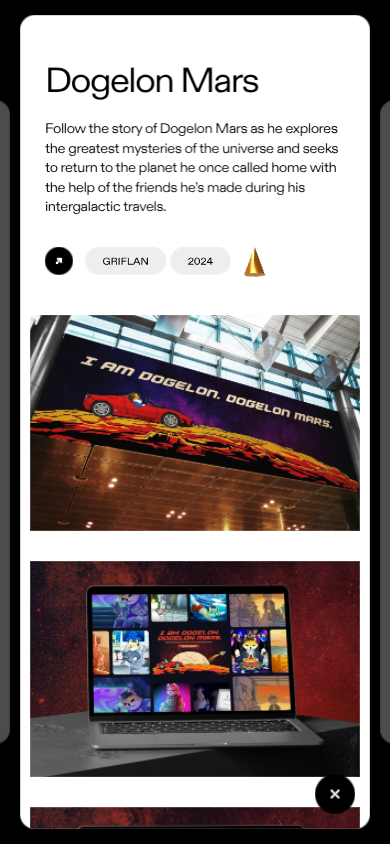 Dogelon Mars
Follow the story of Dogelon Mars as he explores
the greatest mysteries of the universe and seeks
to return to the planet he once called home with
the help of the friends he's made during his
intergalactic travels.
GRIFLAN
2024
I AM DOGELON. DOGELON MARS.
I AM DOGELON.
DOGELON MARS.